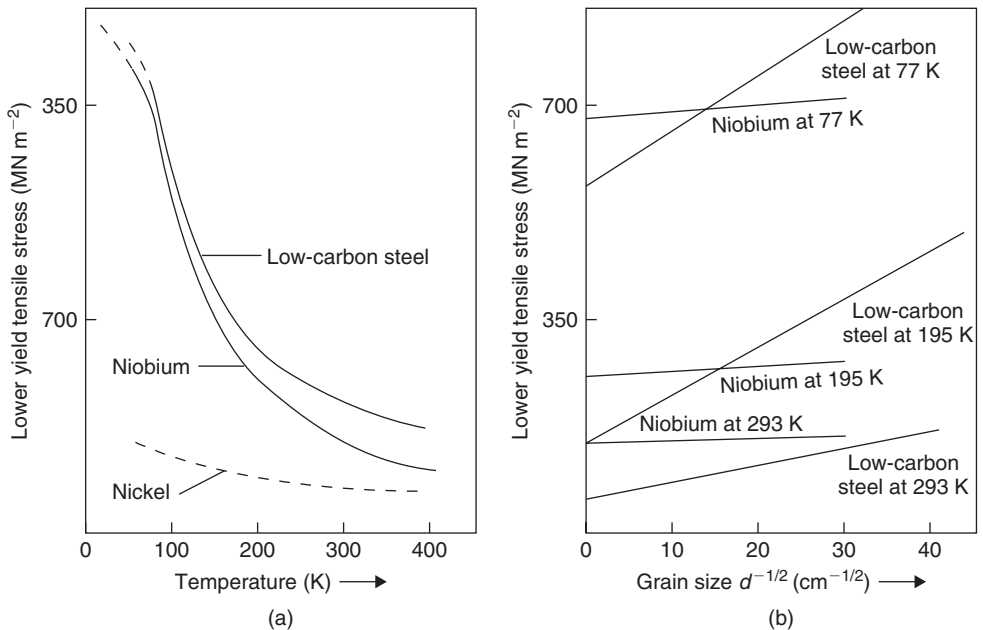 Lower yield tensile stress (MN m−2)
350
700
Low-carbon steel
Niobium
Nickel
0
100
200
300
400
Temperature (K)
(a)
Lower yield tensile stress (MN m−2)
700
350
Low-carbon
steel at 77 K
Niobium at 77 K
Low-carbon
steel at 195 K
Niobium at 195 K
Niobium at 293 K
Low-carbon
steel at 293 K
0
10
20
30
40
Grain size d−1/2 (cm−1/2)
(b)